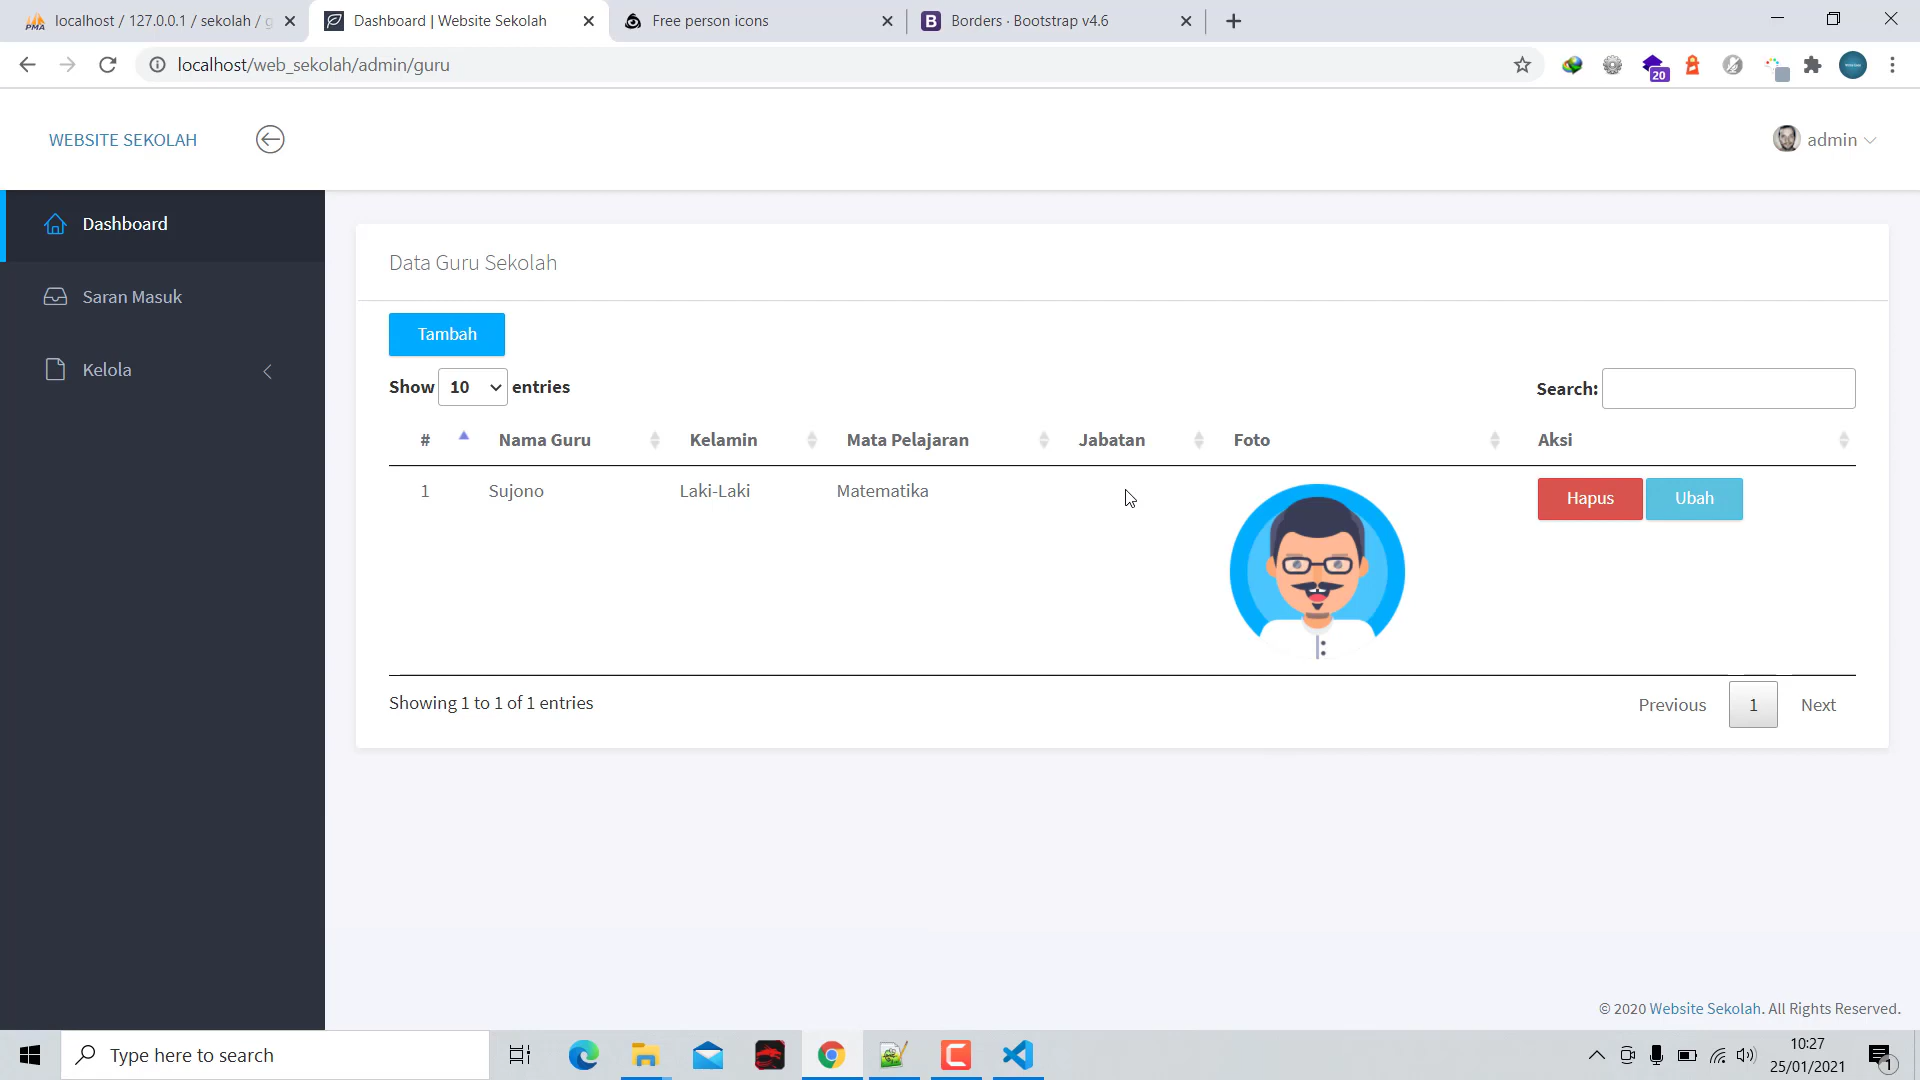 localhost / 127.0.0.1 / sekolah / g
Dashboard | Website Sekolah
Free person icons
Borders · Bootstrap v4.6
localhost/web_sekolah/admin/guru
20
WEBSITE SEKOLAH
admin
Dashboard
Saran Masuk
Kelola
Data Guru Sekolah
Tambah
Show 10 entries
Search:
# Nama Guru Kelamin Mata Pelajaran Jabatan Foto Aksi
1 Sujono Laki-Laki Matematika Hapus Ubah
Showing 1 to 1 of 1 entries
Previous 1 Next
© 2020 Website Sekolah. All Rights Reserved.
Type here to search
10:27
25/01/2021
1